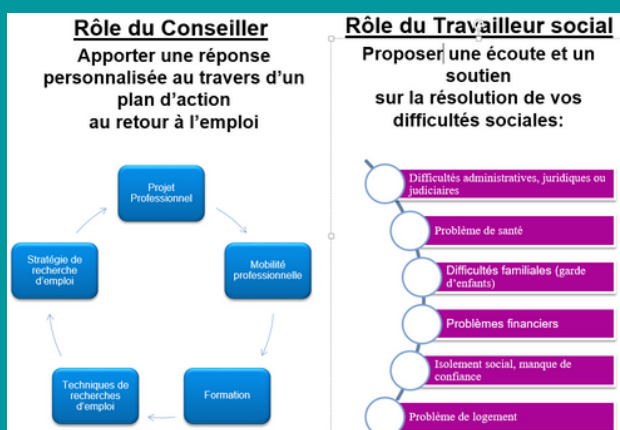 Rôle du Conseiller
Apporter une réponse
personnalisée au travers d'un
plan d'action
au retour à l'emploi
Projet
Professionnel
Mobilité
professionnelle
Formation
Techniques de
recherches
d'emploi
Stratégie de
recherche
d'emploi
Rôle du Travailleur social
Proposer une écoute et un
soutien
sur la résolution de vos
difficultés sociales:
Difficultés administratives, juridiques ou
judiciaires
Problème de santé
Difficultés familiales (garde
d'enfants)
Problèmes financiers
Isolement social, manque de
confiance
Problème de logement